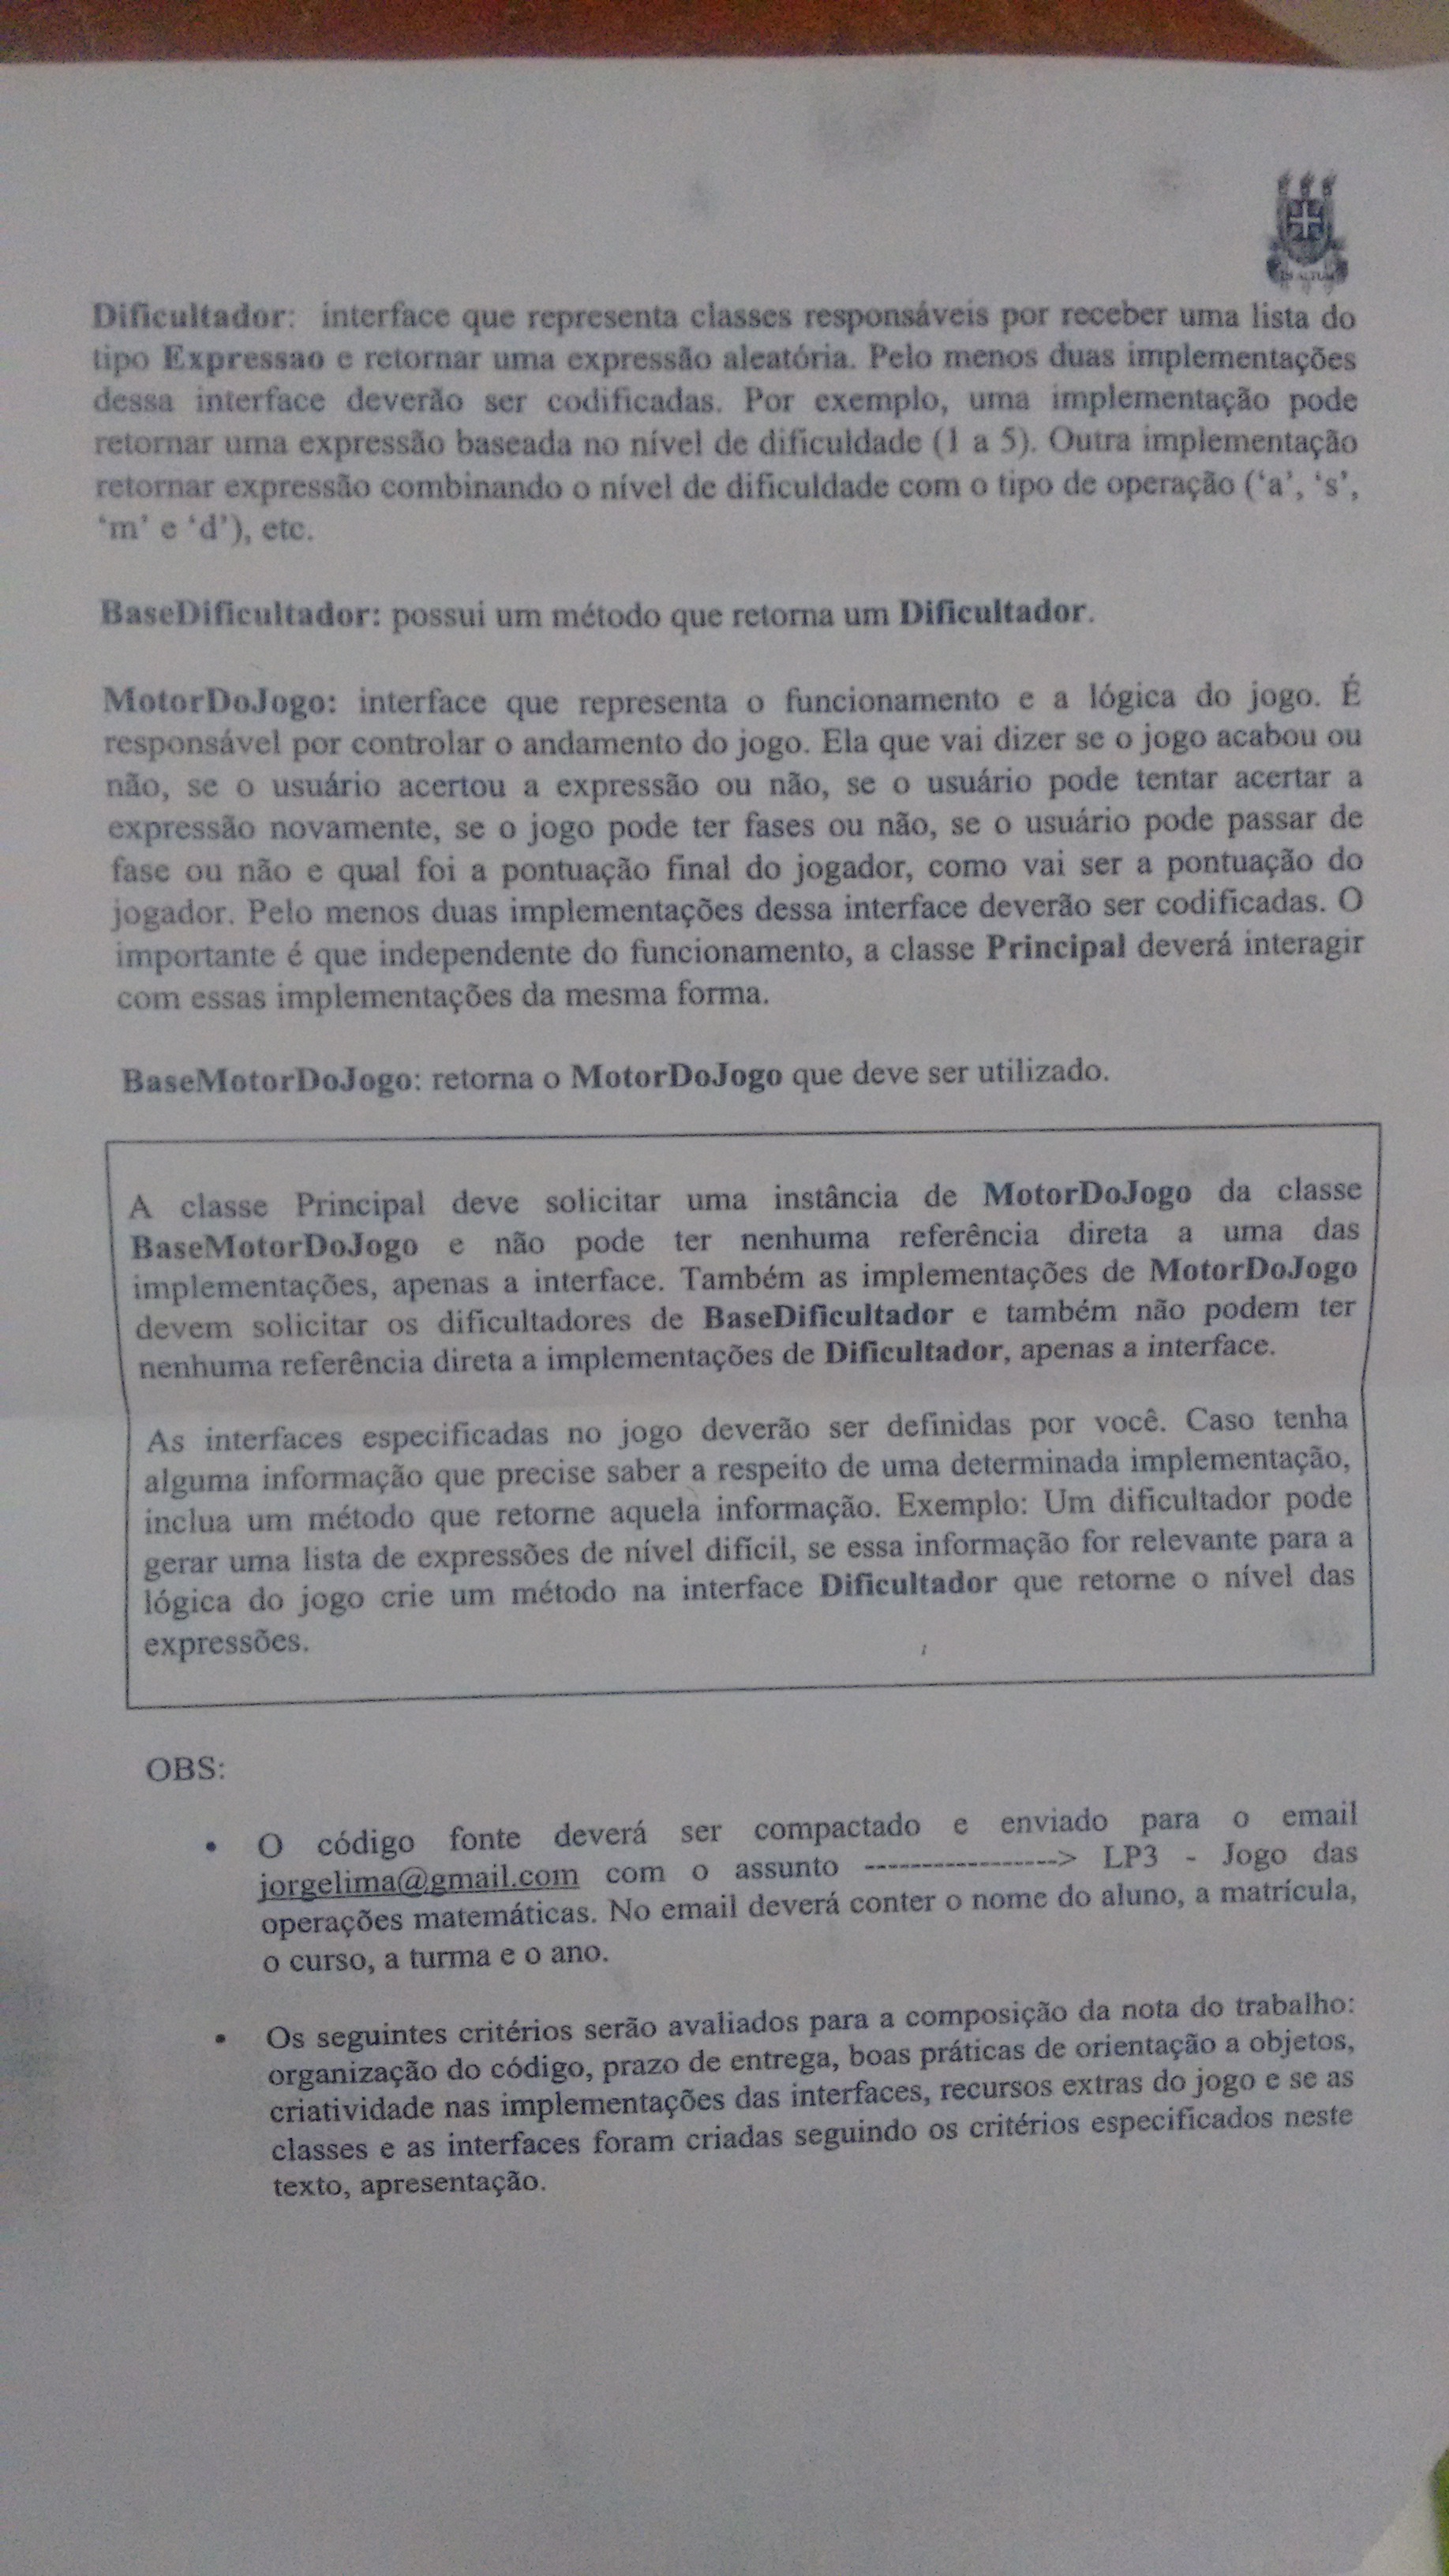 Dificultador: interface que representa classes responsáveis por receber uma lista do
tipo Expressao e retornar uma expressão aleatória. Pelo menos duas implementações
dessa interface deverão ser codificadas. Por exemplo, uma implementação pode
retornar uma expressão baseada no nível de dificuldade (1 a 5). Outra implementação
retornar expressão combinando o nível de dificuldade com o tipo de operação (‘a’, ‘s’,
‘m’ e ‘d’), etc.
BaseDificultador: possui um método que retorna um Dificultador.
MotorDoJogo: interface que representa o funcionamento e a lógica do jogo. É
responsável por controlar o andamento do jogo. Ela que vai dizer se o jogo acabou ou
não, se o usuário acertou a expressão ou não, se o usuário pode tentar acertar a
expressão novamente, se o jogo pode ter fases ou não, se o usuário pode passar de
fase ou não e qual foi a pontuação final do jogador, como vai ser a pontuação do
jogador. Pelo menos duas implementações dessa interface deverão ser codificadas. O
importante é que independente do funcionamento, a classe Principal deverá interagir
com essas implementações da mesma forma.
BaseMotorDoJogo: retorna o MotorDoJogo que deve ser utilizado.
A classe Principal deve solicitar uma instância de MotorDoJogo da classe
BaseMotorDoJogo e não pode ter nenhuma referência direta a uma das
implementações, apenas a interface. Também as implementações de MotorDoJogo
devem solicitar os dificultadores de BaseDificultador e também não podem ter
nenhuma referência direta a implementações de Dificultador, apenas a interface.
As interfaces especificadas no jogo deverão ser definidas por você. Caso tenha
alguma informação que precise saber a respeito de uma determinada implementação,
inclua um método que retorne aquela informação. Exemplo: Um dificultador pode
gerar uma lista de expressões de nível difícil, se essa informação for relevante para a
lógica do jogo crie um método na interface Dificultador que retorne o nível das
expressões.
OBS:
• O código fonte deverá ser compactado e enviado para o email
jorgelima@gmail.com com o assunto -----------------> LP3 - Jogo das
operações matemáticas. No email deverá conter o nome do aluno, a matrícula,
o curso, a turma e o ano.
• Os seguintes critérios serão avaliados para a composição da nota do trabalho:
organização do código, prazo de entrega, boas práticas de orientação a objetos,
criatividade nas implementações das interfaces, recursos extras do jogo e se as
classes e as interfaces foram criadas seguindo os critérios especificados neste
texto, apresentação.